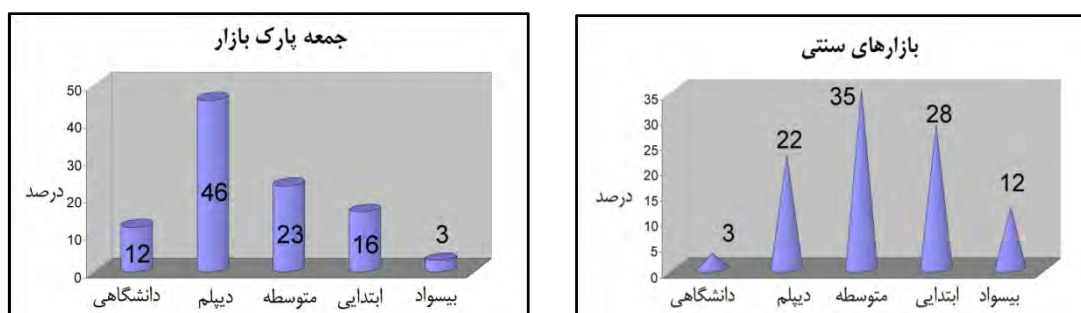 جمعه پارک بازار
درصد
50
40
30
20
10
0
12
46
23
16
3
دانشگاهی
دیپلم
متوسطه
ابتدایی
بیسواد
بازارهای سنتی
درصد
35
30
25
20
15
10
5
0
3
22
35
28
12
دانشگاهی
دیپلم
متوسطه
ابتدایی
بیسواد